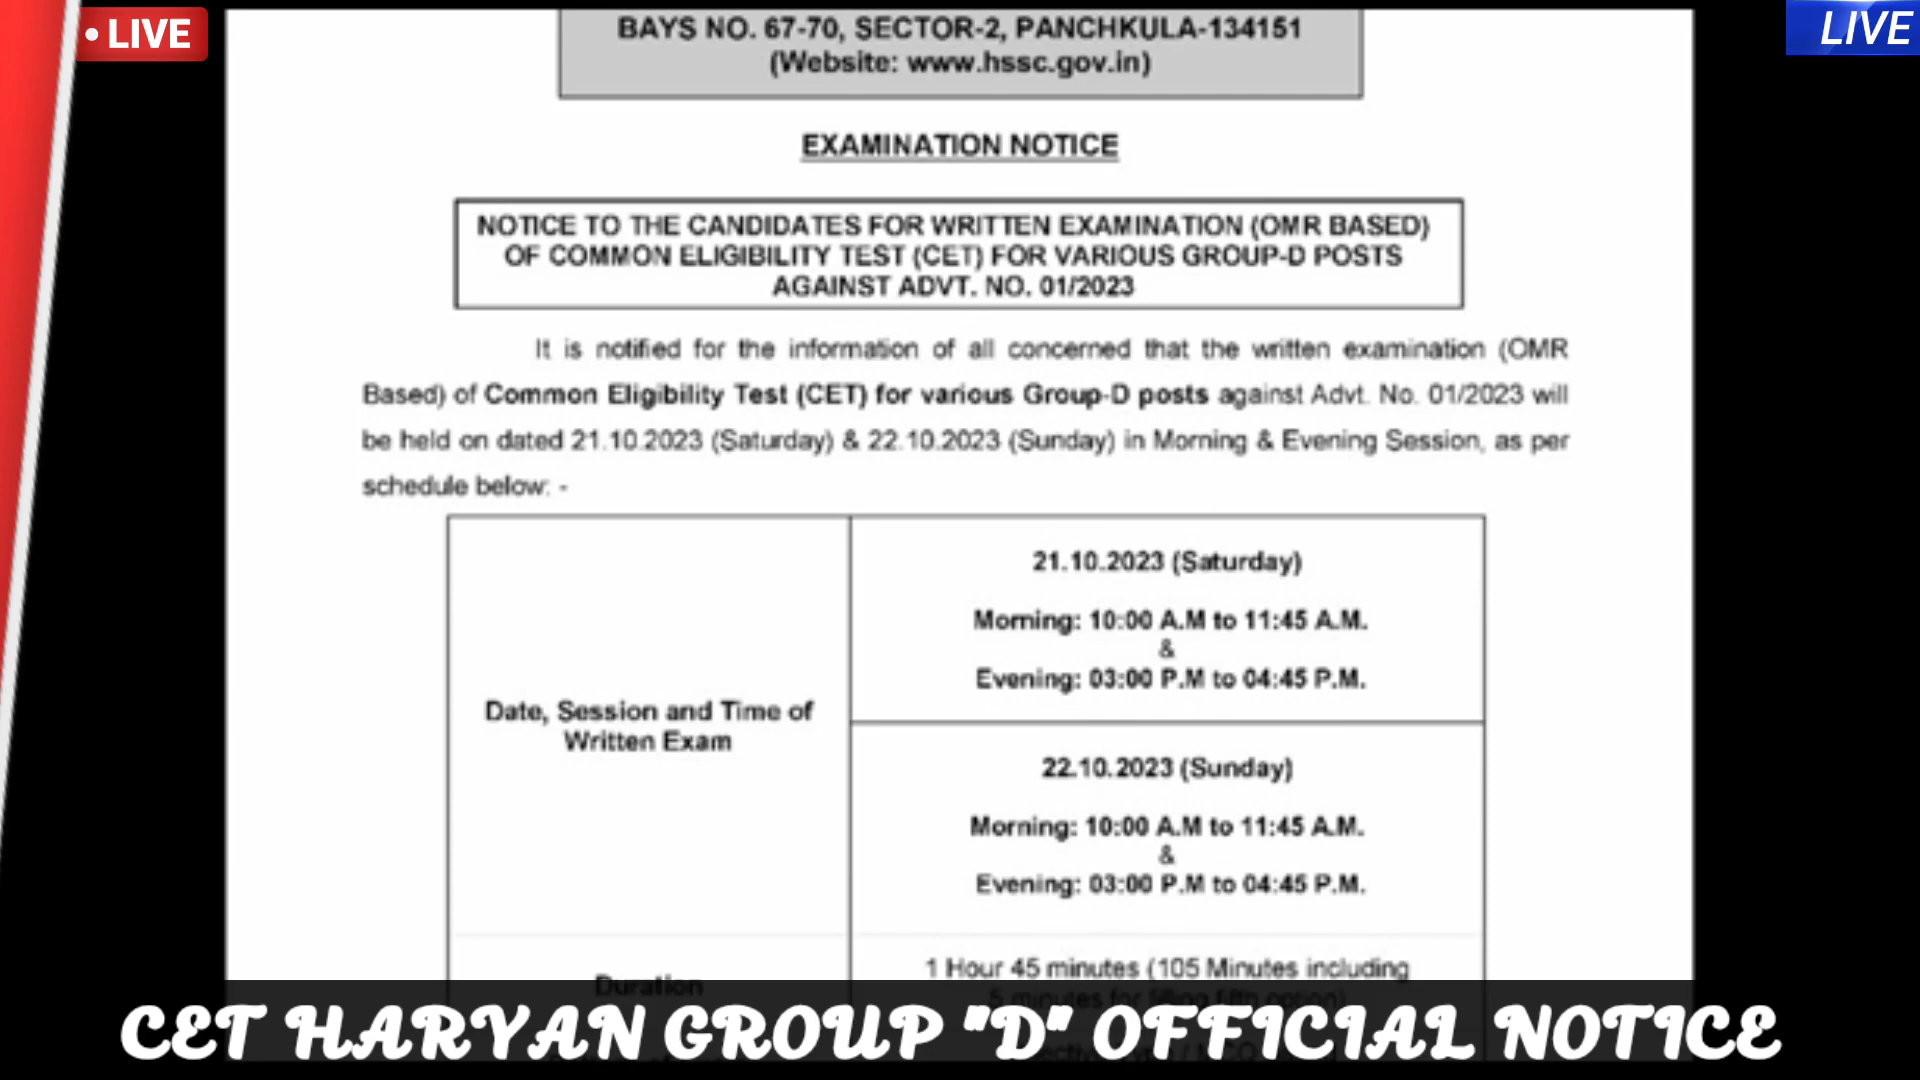 • LIVE
LIVE
BAYS NO. 67-70, SECTOR-2, PANCHKULA-134151
(Website: www.hssc.gov.in)
EXAMINATION NOTICE
NOTICE TO THE CANDIDATES FOR WRITTEN EXAMINATION (OMR BASED)
OF COMMON ELIGIBILITY TEST (CET) FOR VARIOUS GROUP-D POSTS
AGAINST ADVT. NO. 01/2023
It is notified for the information of all concerned that the written examination (OMR
Based) of Common Eligibility Test (CET) for various Group-D posts against Advt. No. 01/2023 will
be held on dated 21.10.2023 (Saturday) & 22.10.2023 (Sunday) in Morning & Evening Session, as per
schedule below: -
Date, Session and Time of
Written Exam
21.10.2023 (Saturday)
Morning: 10:00 A.M to 11:45 A.M.
&
Evening: 03:00 P.M to 04:45 P.M.
22.10.2023 (Sunday)
Morning: 10:00 A.M to 11:45 A.M.
&
Evening: 03:00 P.M to 04:45 P.M.
Duration
1 Hour 45 minutes (105 Minutes including
5 minutes for filling fifth option)
CET HARYAN GROUP "D" OFFICIAL NOTICE